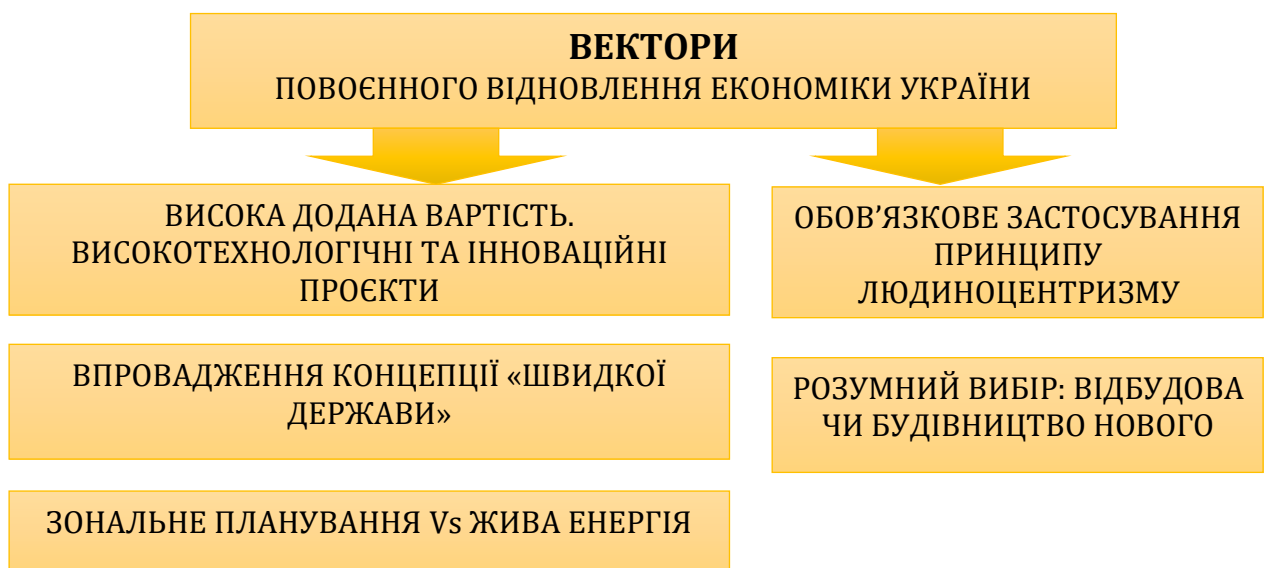 ВЕКТОРИ
ПОВОЄННОГО ВІДНОВЛЕННЯ ЕКОНОМІКИ УКРАЇНИ
ВИСОКА ДОДАНА ВАРТІСТЬ.
ВИСОКОТЕХНОЛОГІЧНІ ТА ІННОВАЦІЙНІ
ПРОЄКТИ
ВПРОВАДЖЕННЯ КОНЦЕПЦІЇ «ШВИДКОЇ
ДЕРЖАВИ»
ЗОНАЛЬНЕ ПЛАНУВАННЯ Vs ЖИВА ЕНЕРГІЯ
ОБОВ’ЯЗКОВЕ ЗАСТОСУВАННЯ
ПРИНЦИПУ
ЛЮДИНОЦЕНТРИЗМУ
РОЗУМНИЙ ВИБІР: ВІДБУДОВА
ЧИ БУДІВНИЦТВО НОВОГО